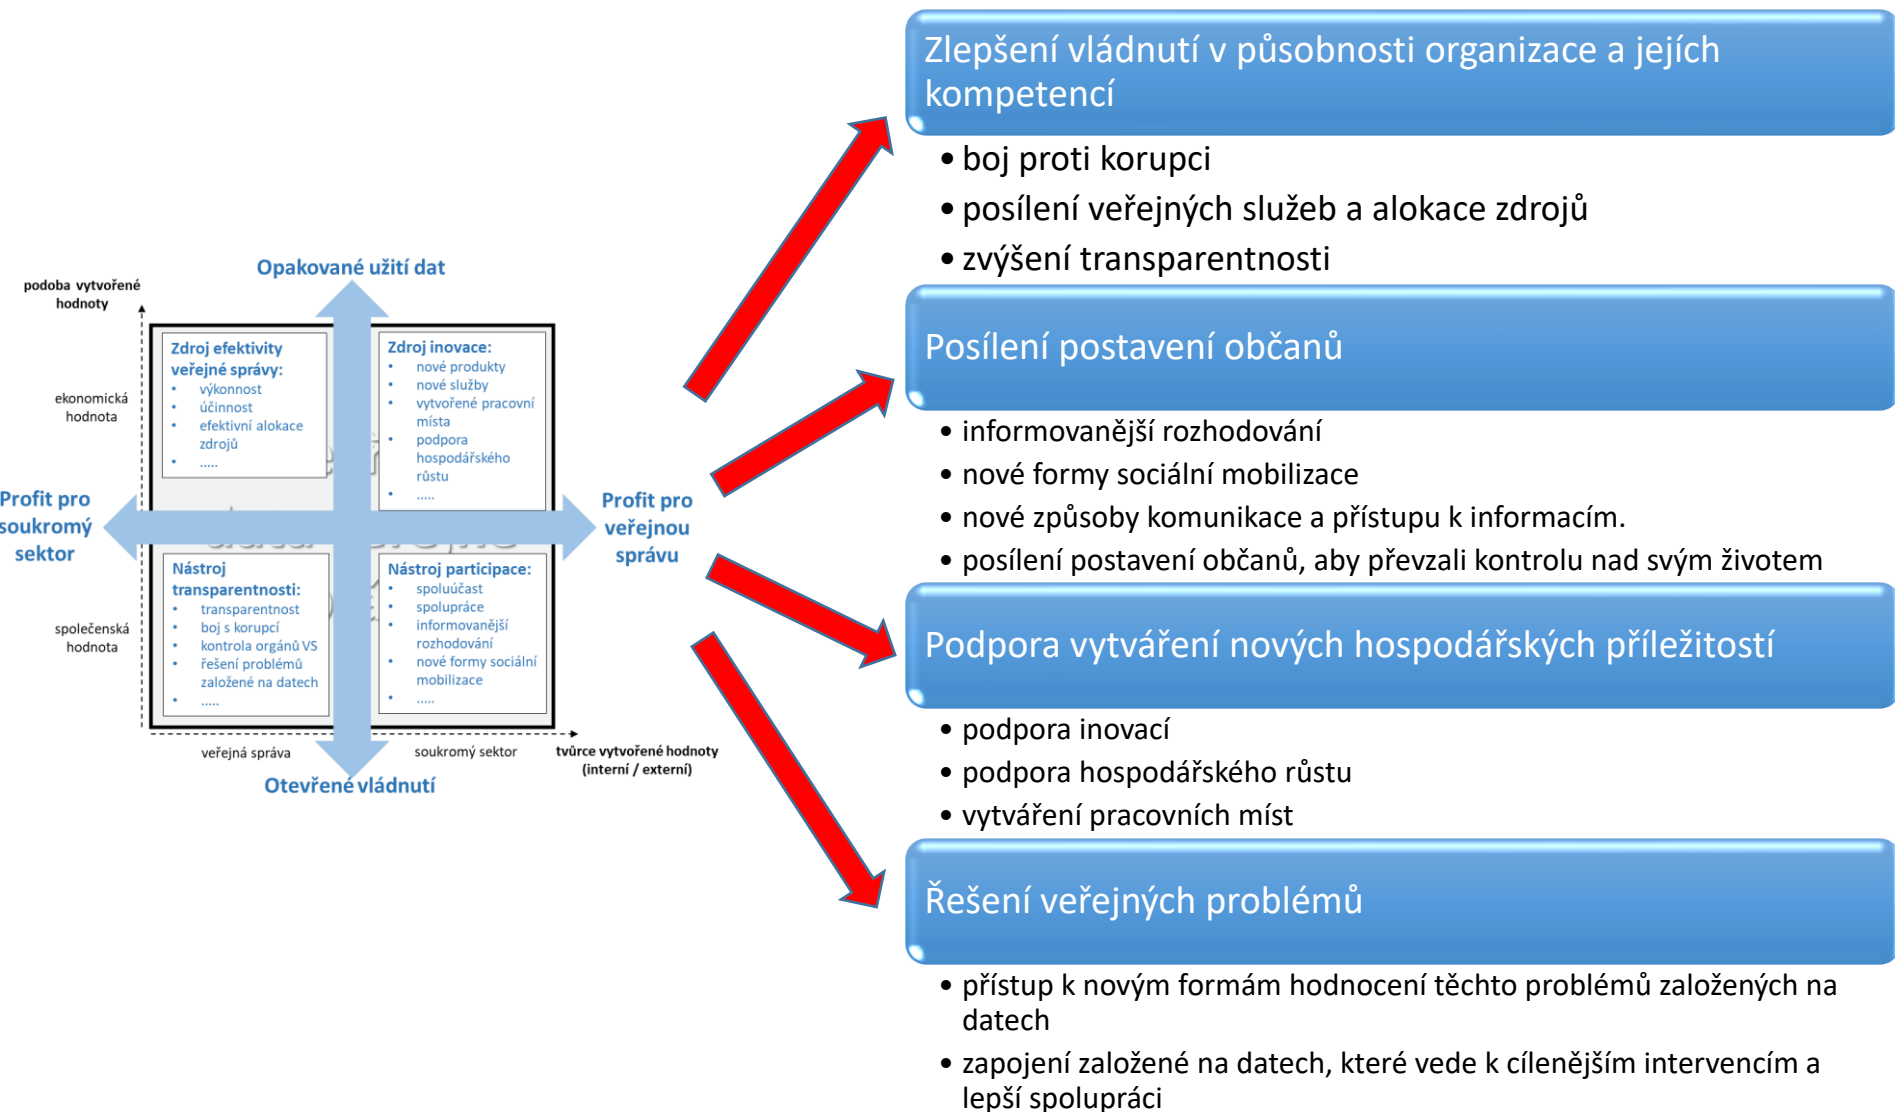 Opakované užití dat
podoba vytvořené
hodnoty
ekonomická
hodnota
společenská
hodnota
Zdroj efektivity
veřejné správy:
• výkonnost
• účinnost
• efektivní alokace
zdrojů
• .....
Zdroj inovace:
• nové produkty
• nové služby
• vytvořené pracovní
místa
• podpora
hospodářského
růstu
• .....
Profit pro
soukromý
sektor
Profit pro
veřejnou
správu
Nástroj
transparentnosti:
• transparentnost
• boj s korupcí
• kontrola orgánů VS
• řešení problémů
založené na datech
• .....
Nástroj participace:
• spoluúčast
• spolupráce
• informovanější
rozhodování
• nové formy sociální
mobilizace
• .....
veřejná správa
soukromý sektor
tvůrce vytvořené hodnoty
(interní / externí)
Otevřené vládnutí
Zlepšení vládnutí v působnosti organizace a jejích
kompetencí
• boj proti korupci
• posílení veřejných služeb a alokace zdrojů
• zvýšení transparentnosti
Posílení postavení občanů
• informovanější rozhodování
• nové formy sociální mobilizace
• nové způsoby komunikace a přístupu k informacím.
• posílení postavení občanů, aby převzali kontrolu nad svým životem
Podpora vytváření nových hospodářských příležitostí
• podpora inovací
• podpora hospodářského růstu
• vytváření pracovních míst
Řešení veřejných problémů
• přístup k novým formám hodnocení těchto problémů založených na
datech
• zapojení založené na datech, které vede k cílenějším intervencím a
lepší spolupráci